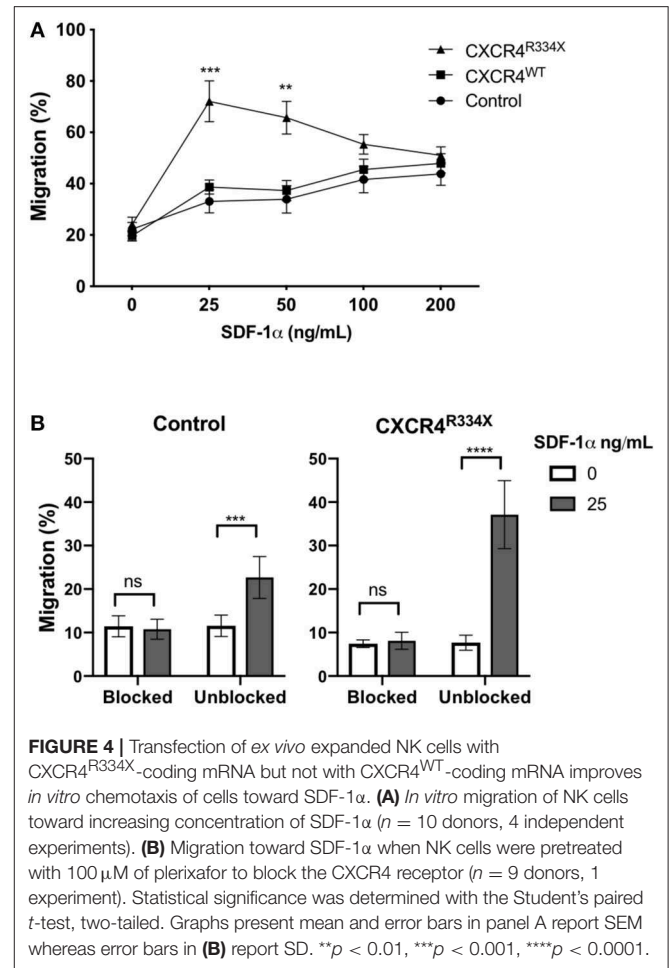 A
CXCR4R334X
CXCR4WT
Control
Migration (%)
100
80
60
40
20
0
***
**
0 25 50 100 200
SDF-1α (ng/mL)
B
Control
CXCR4R334X
SDF-1α ng/mL
0
25
Migration (%)
50
40
30
20
10
0
ns
***
Blocked Unblocked
50
40
30
20
10
0
ns
****
Blocked Unblocked
FIGURE 4 | Transfection of ex vivo expanded NK cells with
CXCR4R334X-coding mRNA but not with CXCR4WT-coding mRNA improves
in vitro chemotaxis of cells toward SDF-1α. (A) In vitro migration of NK cells
toward increasing concentration of SDF-1α (n = 10 donors, 4 independent
experiments). (B) Migration toward SDF-1α when NK cells were pretreated
with 100 μM of plerixafor to block the CXCR4 receptor (n = 9 donors, 1
experiment). Statistical significance was determined with the Student's paired
t-test, two-tailed. Graphs present mean and error bars in panel A report SEM
whereas error bars in (B) report SD. **p < 0.01, ***p < 0.001, ****p < 0.0001.